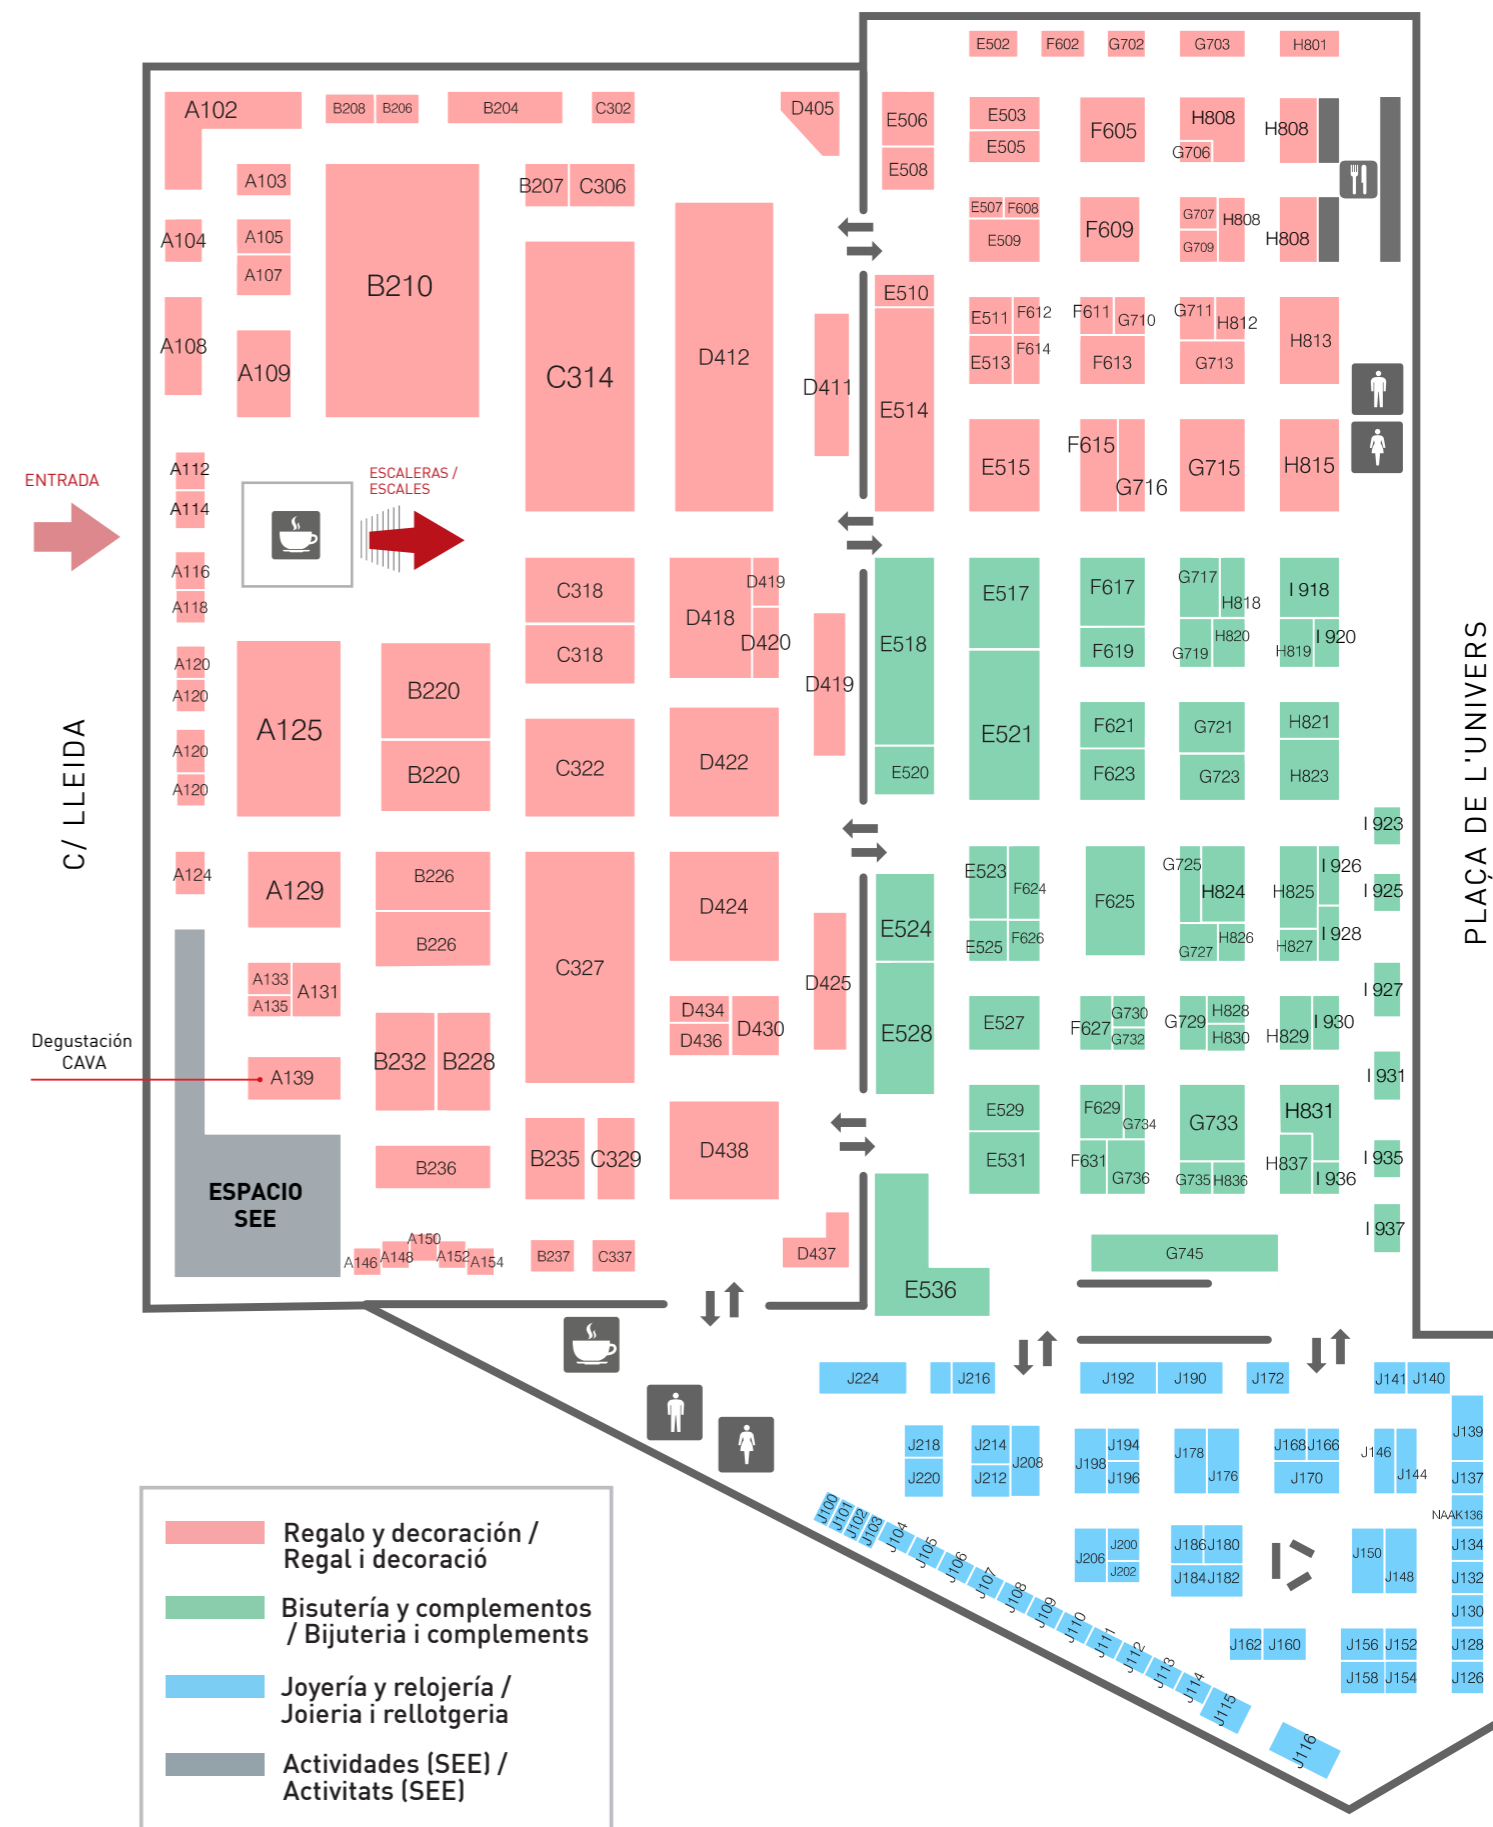 E502 F602 G702 G703 H801
A102 B208 B206 B204 C302 D405
E506 E503 F605 H808 H808
E508 E505 G706
A103 B207 C306
A104 A105 A107 B210
E507 F608 F609 G707 H808 H808
E509 G709
A108 A109 C314 D412 D411
E510 E514
E511 F612 F611 G710 G711 H812 H813
E513 F614 F613 G713
ENTRADA
A112
A114
ESCALERAS /
ESCALES
E515 F615 G716 G715 H815
A116
A118
C318 D418 D419
C318 D420
D419
E518 E517 F617 G717 H818 I 918
F619 G719 H820 H819 I 920
A120
A120
A120
A120
A125 B220
B220
C322 D422
E520 E521 F621 G721 H821
F623 G723 H823
I 923
C/ LLEIDA
PLAÇA DE L'UNIVERS
A124 A129 B226
B226
C327 D424 D425
E524 E523 F624 F625 G725 H824 H825 I 926 I 925
E525 F626 G727 H826 H827 I 928
A133 A131
A135
D434 D430
D436
E528 E527 F627 G730 G729 H828 H829 I 930 I 927
G732 H830
Degustación
CAVA
A139 B232 B228
I 931
E529 F629 G734 G733 H831
E531 F631 G736 G735 H836 H837 I 936 I 935
B236 B235 C329 D438
ESPACIO
SEE
A146 A148 A150 A152 A154 B237 C337 D437
E536 G745 I 937
J224 J216 J192 J190 J172 J141 J140
J139
J218 J214 J208 J198 J194 J178 J176 J168 J166 J146 J144
J220 J212 J196 J170 J137
NAAK136
J206 J200 J186 J180 J150 J148 J134
J202 J184 J182 J132
J130
J162 J160 J156 J152 J128
J158 J154 J126
J100
J101
J102
J103
J104
J105
J106
J107
J108
J109
J110
J111
J112
J113
J114
J115
J116
Regalo y decoración /
Regal i decoració
Bisutería y complementos
/ Bijuteria i complements
Joyería y relojería /
Joieria i rellotgeria
Actividades (SEE) /
Activitats (SEE)